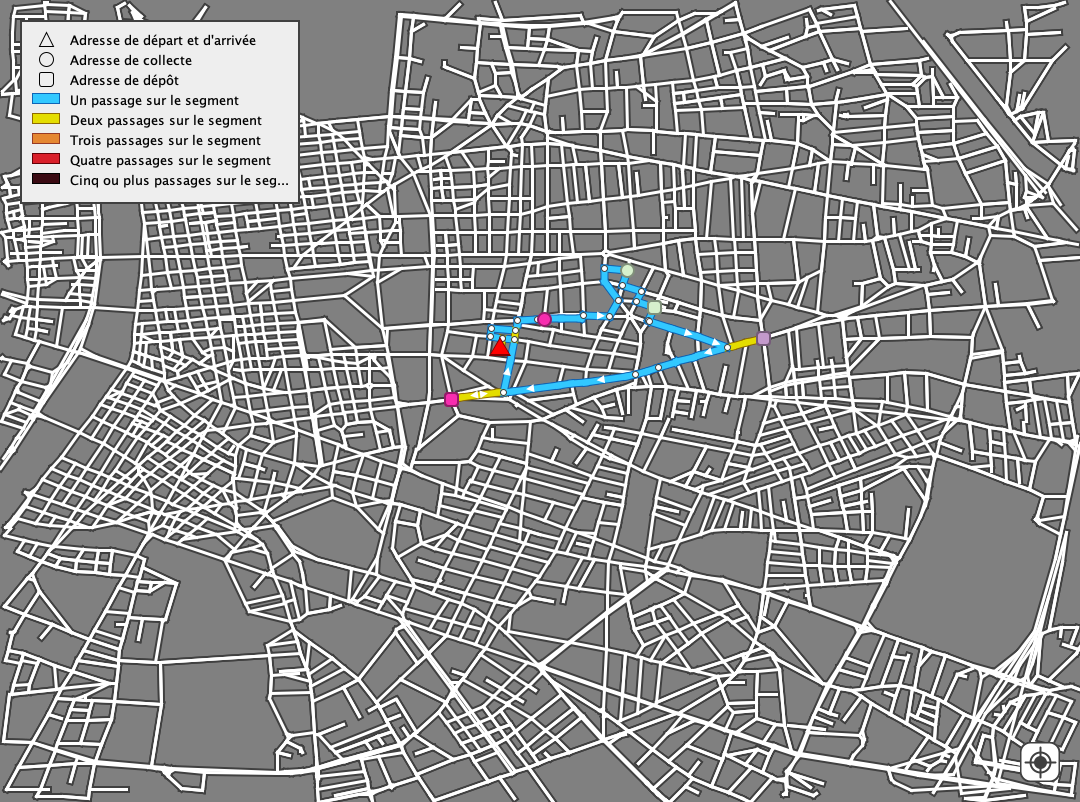 Adresse de départ et d'arrivée
Adresse de collecte
Adresse de dépôt
Un passage sur le segment
Deux passages sur le segment
Trois passages sur le segment
Quatre passages sur le segment
Cinq ou plus passages sur le seg...